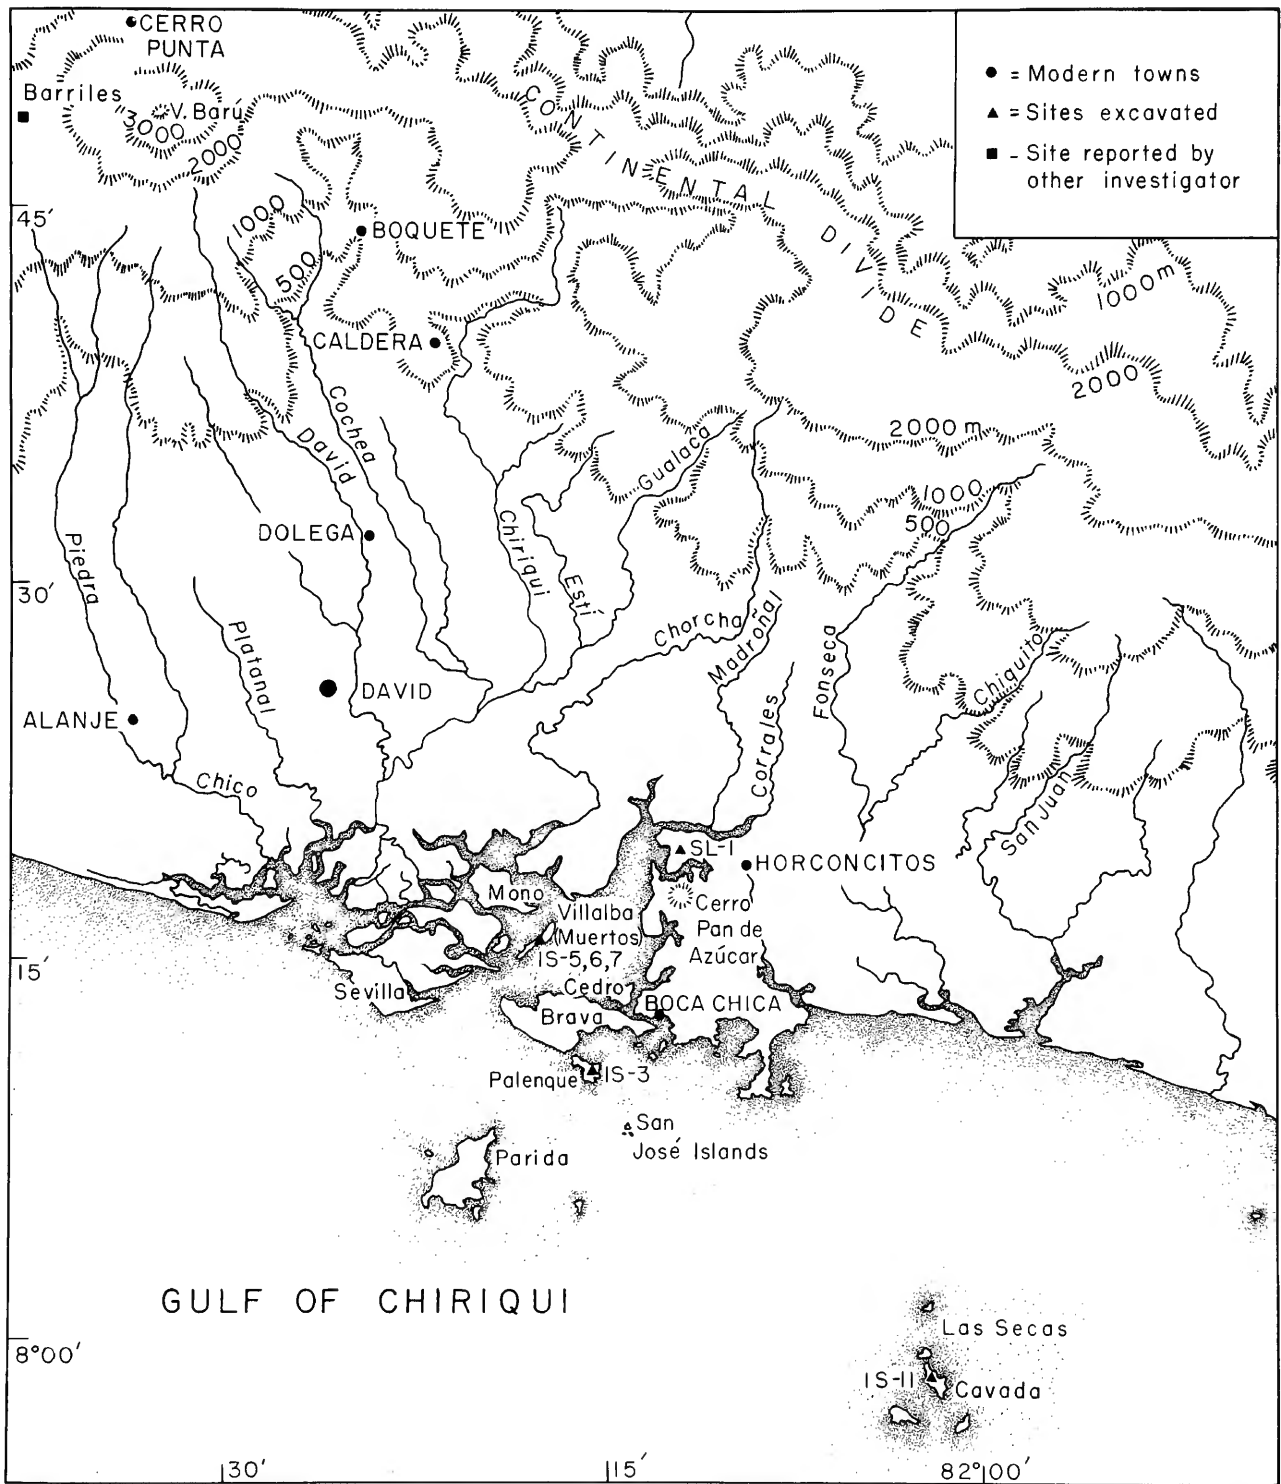 CERRO
PUNTA
Barriles
V. Barú
3000
2000
CONTINENTAL DIVIDE
● = Modern towns
▲ = Sites excavated
■ - Site reported by
other investigator
45'
1000
BOQUETE
500
1000 m
CALDERA
2000
Cochea
David
2000 m
Gualaca
1000
500
DOLEGA
Chiriqui
Piedra
Estí
30'
Chorcha
Madroñal
Platanal
Fonseca
Chiquito
DAVID
Corrales
ALANJE
Chico
San Juan
SL-1
HORCONCITOS
Mono
Cerro
Pan de
Azúcar
Villalba
(Muertos)
IS-5,6,7
15'
Sevilla
Cedro
Brava
BOCA CHICA
Palenque
IS-3
San
José Islands
Parida
GULF OF CHIRIQUI
Las Secas
8°00'
IS-11
Cavada
30'
15'
82°00'